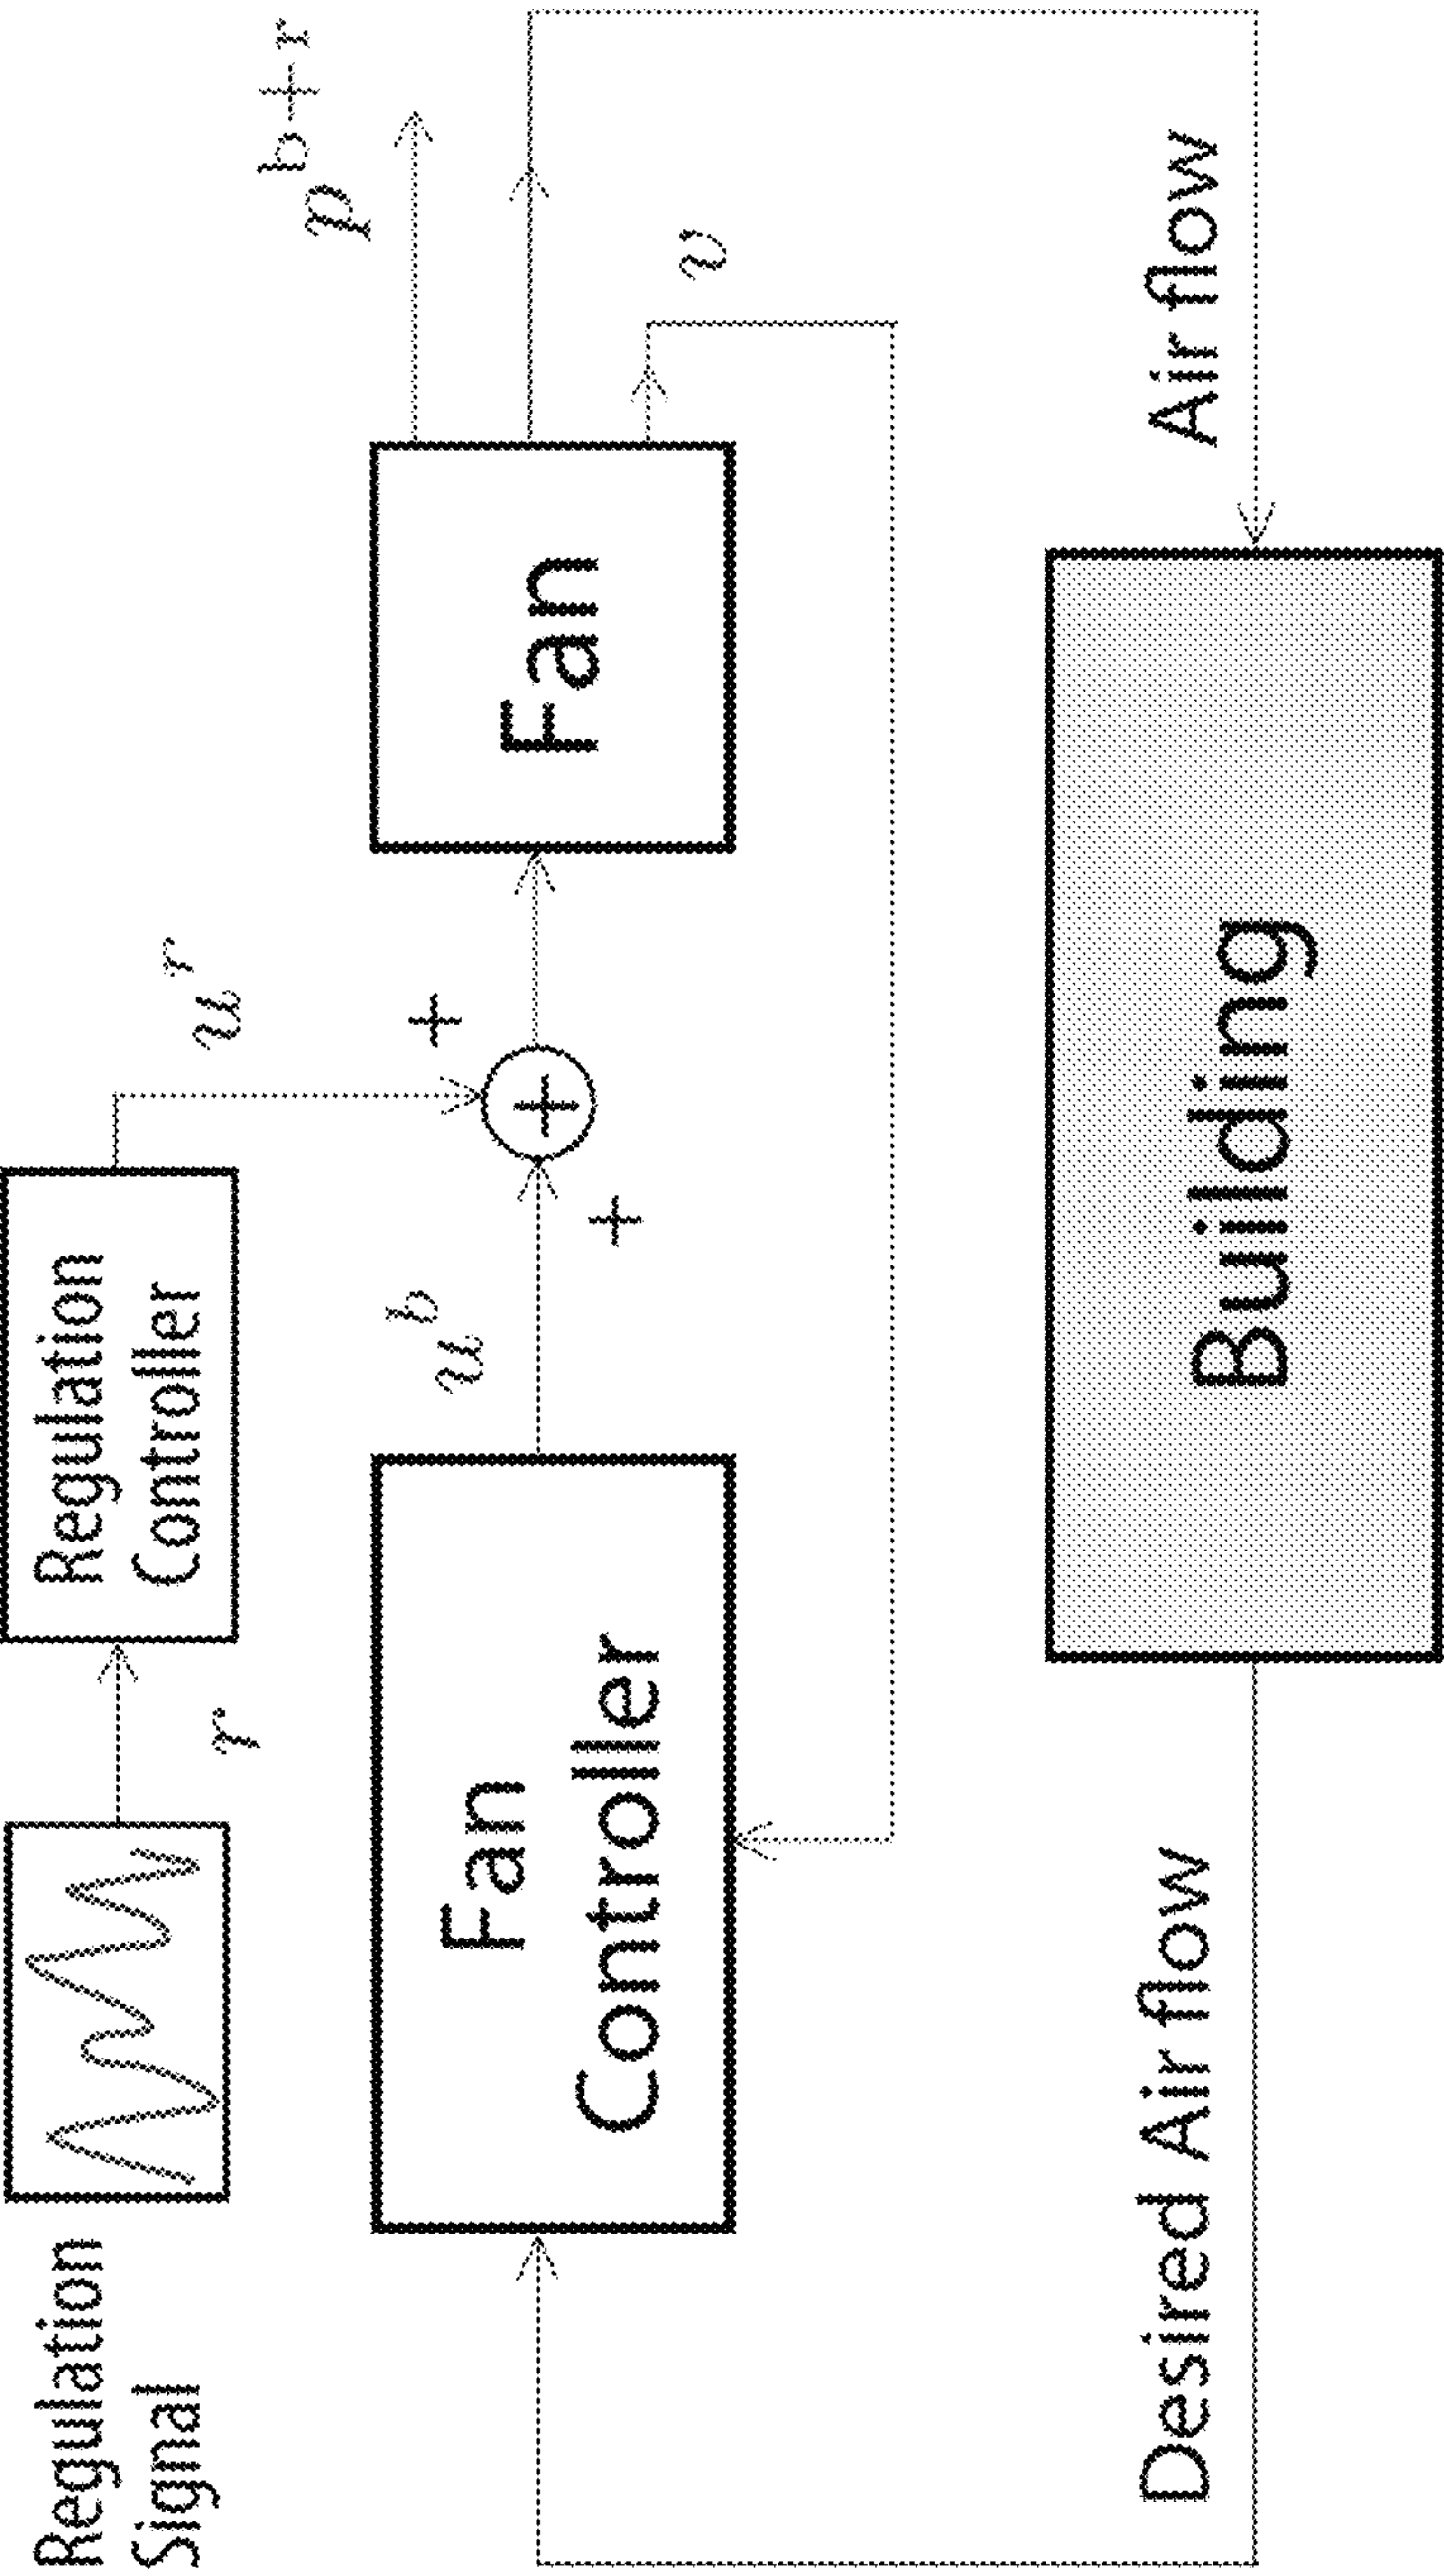 Regulation
Signal
r
Regulation
Controller
u^r
Fan
Controller
u^b
+
+
+
Fan
p^{b+r}
v
Desired Air flow
Building
Air flow